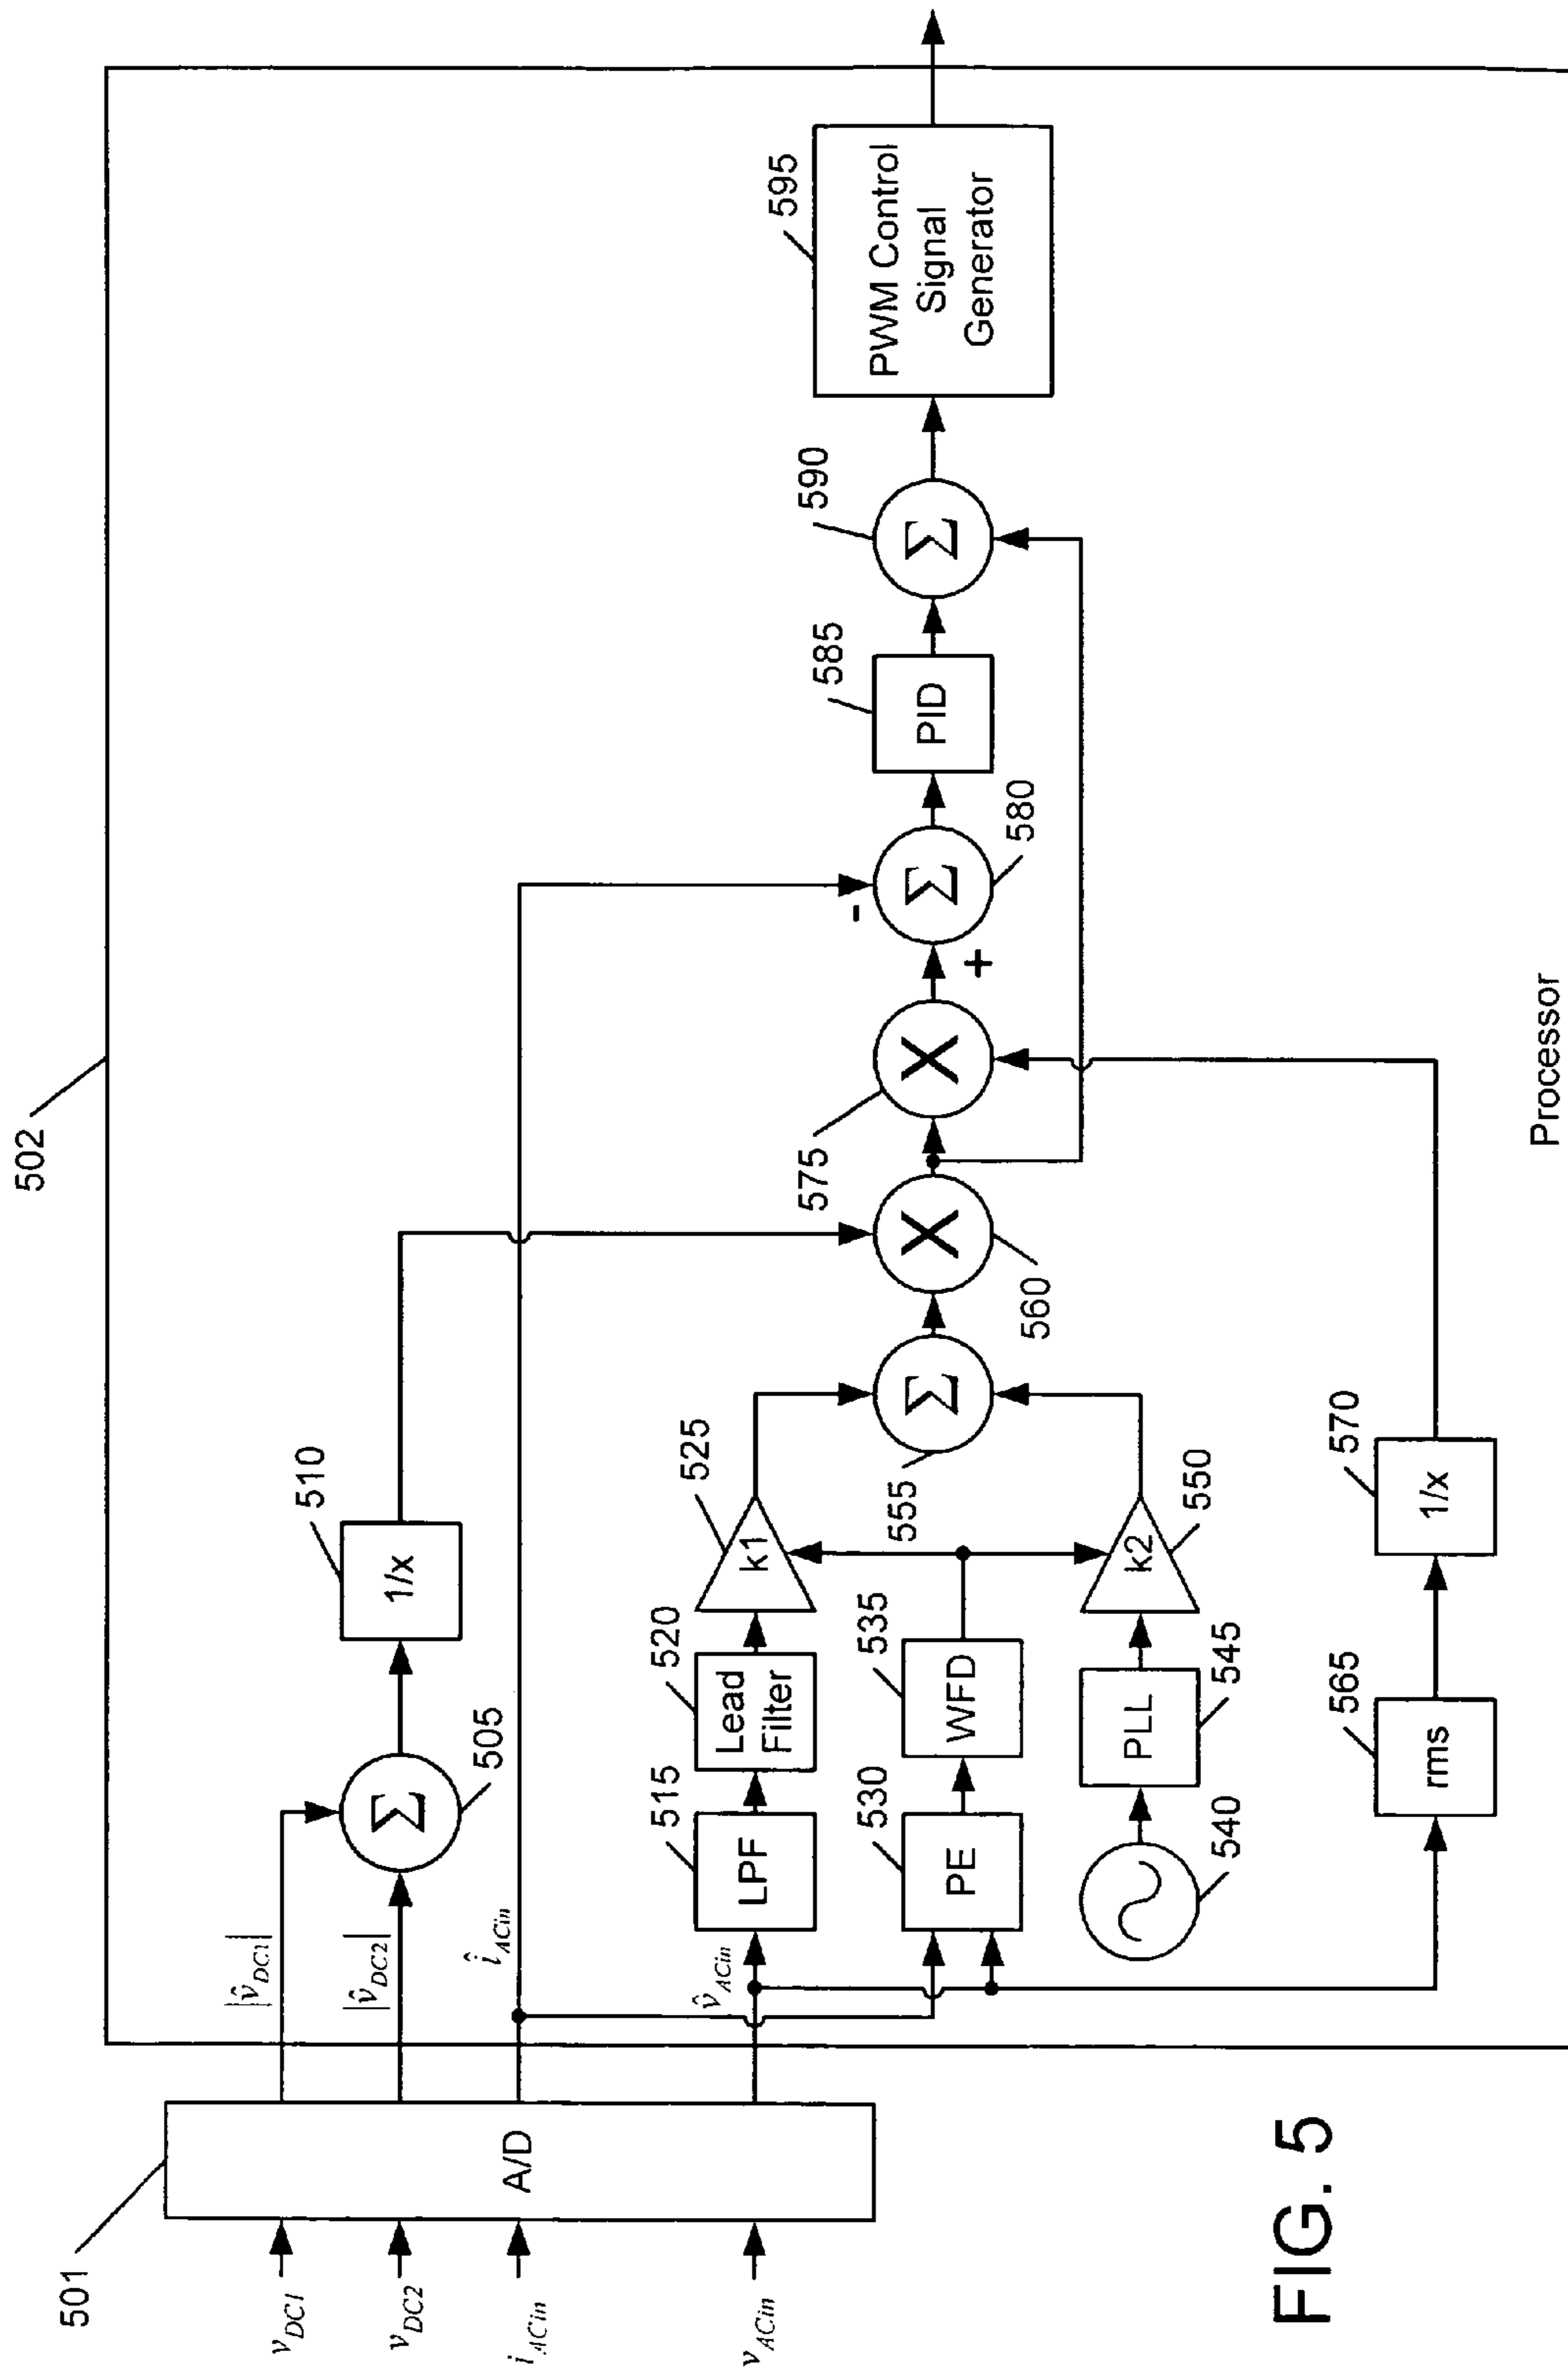 502
501
A/D
v_DC1
v_DC2
i_ACin
v_ACin
|v̂_DC1|
|v̂_DC2|
î_ACin
v̂_ACin
Σ
505
1/x
510
LPF
515
Lead
Filter
520
k1
525
PE
530
WFD
535
540
PLL
545
k2
550
Σ
555
X
560
rms
565
1/x
570
X
575
+
-
Σ
580
PID
585
Σ
590
PWM Control
Signal
Generator
595
Processor
FIG. 5